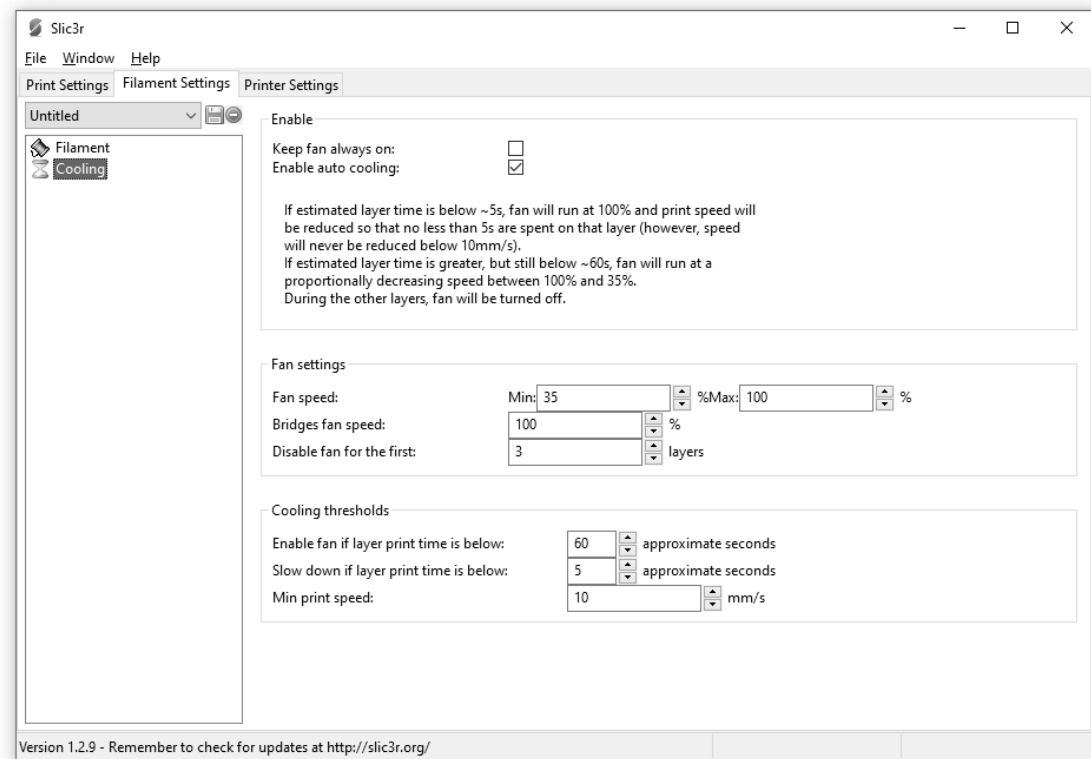 Slic3r
File Window Help
Print Settings Filament Settings Printer Settings
Untitled
Filament
Cooling
Enable
Keep fan always on:
Enable auto cooling:
If estimated layer time is below ~5s, fan will run at 100% and print speed will
be reduced so that no less than 5s are spent on that layer (however, speed
will never be reduced below 10mm/s).
If estimated layer time is greater, but still below ~60s, fan will run at a
proportionally decreasing speed between 100% and 35%.
During the other layers, fan will be turned off.
Fan settings
Fan speed: Min: 35 %Max: 100 %
Bridges fan speed: 100 %
Disable fan for the first: 3 layers
Cooling thresholds
Enable fan if layer print time is below: 60 approximate seconds
Slow down if layer print time is below: 5 approximate seconds
Min print speed: 10 mm/s
Version 1.2.9 - Remember to check for updates at http://slic3r.org/